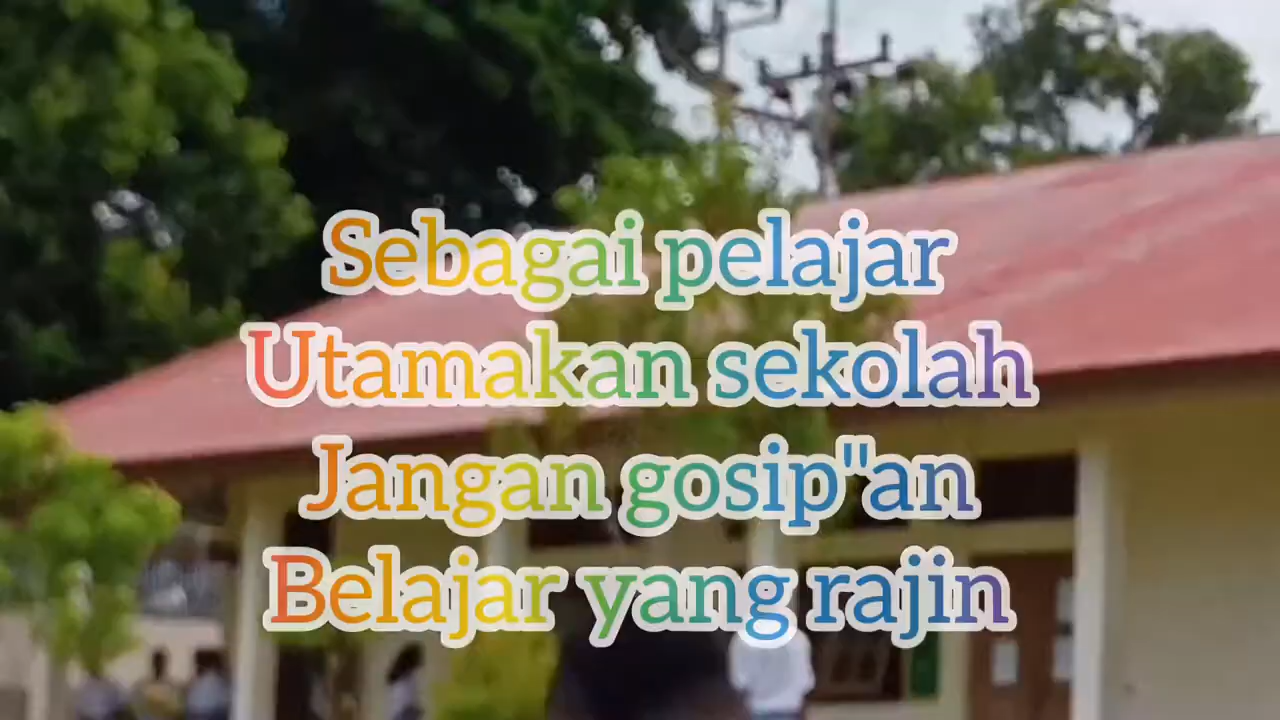 Sebagai pelajar
Utamakan sekolah
Jangan gosip"an
Belajar yang rajin